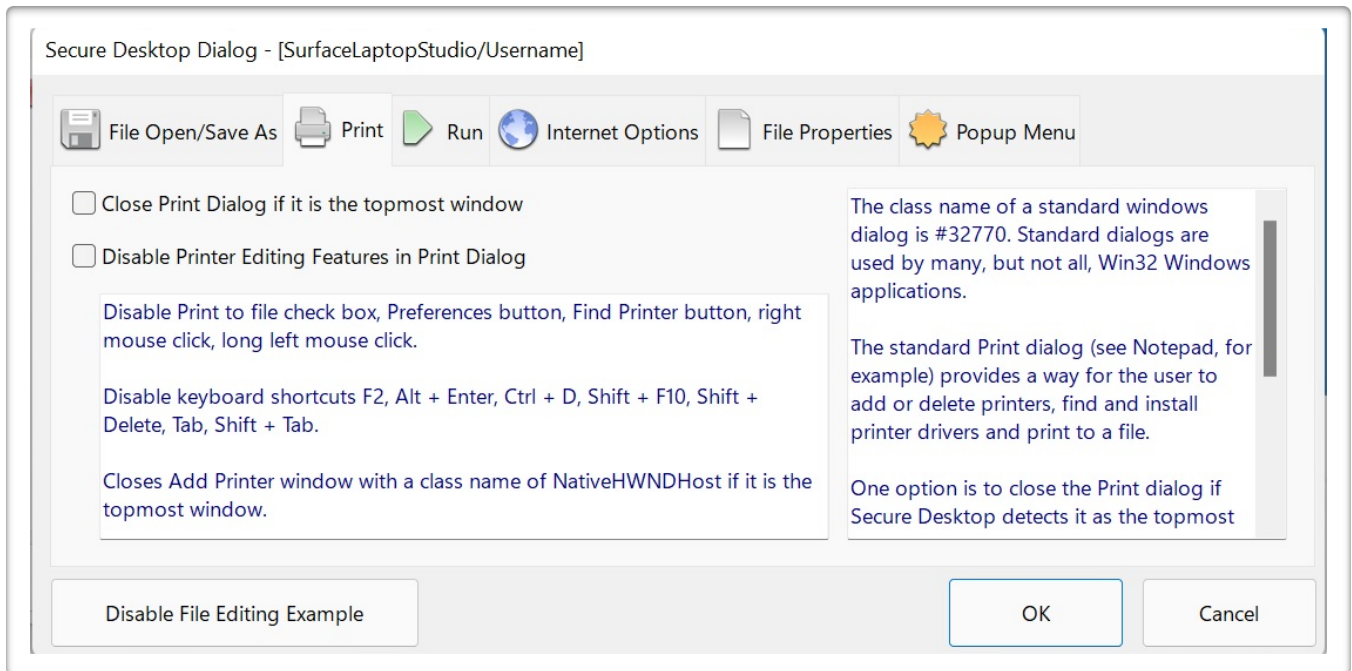 Secure Desktop Dialog - [SurfaceLaptopStudio/Username]
File Open/Save As
Print
Run
Internet Options
File Properties
Popup Menu
Close Print Dialog if it is the topmost window
Disable Printer Editing Features in Print Dialog
Disable Print to file check box, Preferences button, Find Printer button, right
mouse click, long left mouse click.
Disable keyboard shortcuts F2, Alt + Enter, Ctrl + D, Shift + F10, Shift +
Delete, Tab, Shift + Tab.
Closes Add Printer window with a class name of NativeHWNDHost if it is the
topmost window.
The class name of a standard windows
dialog is #32770. Standard dialogs are
used by many, but not all, Win32 Windows
applications.
The standard Print dialog (see Notepad, for
example) provides a way for the user to
add or delete printers, find and install
printer drivers and print to a file.
One option is to close the Print dialog if
Secure Desktop detects it as the topmost
Disable File Editing Example
OK
Cancel